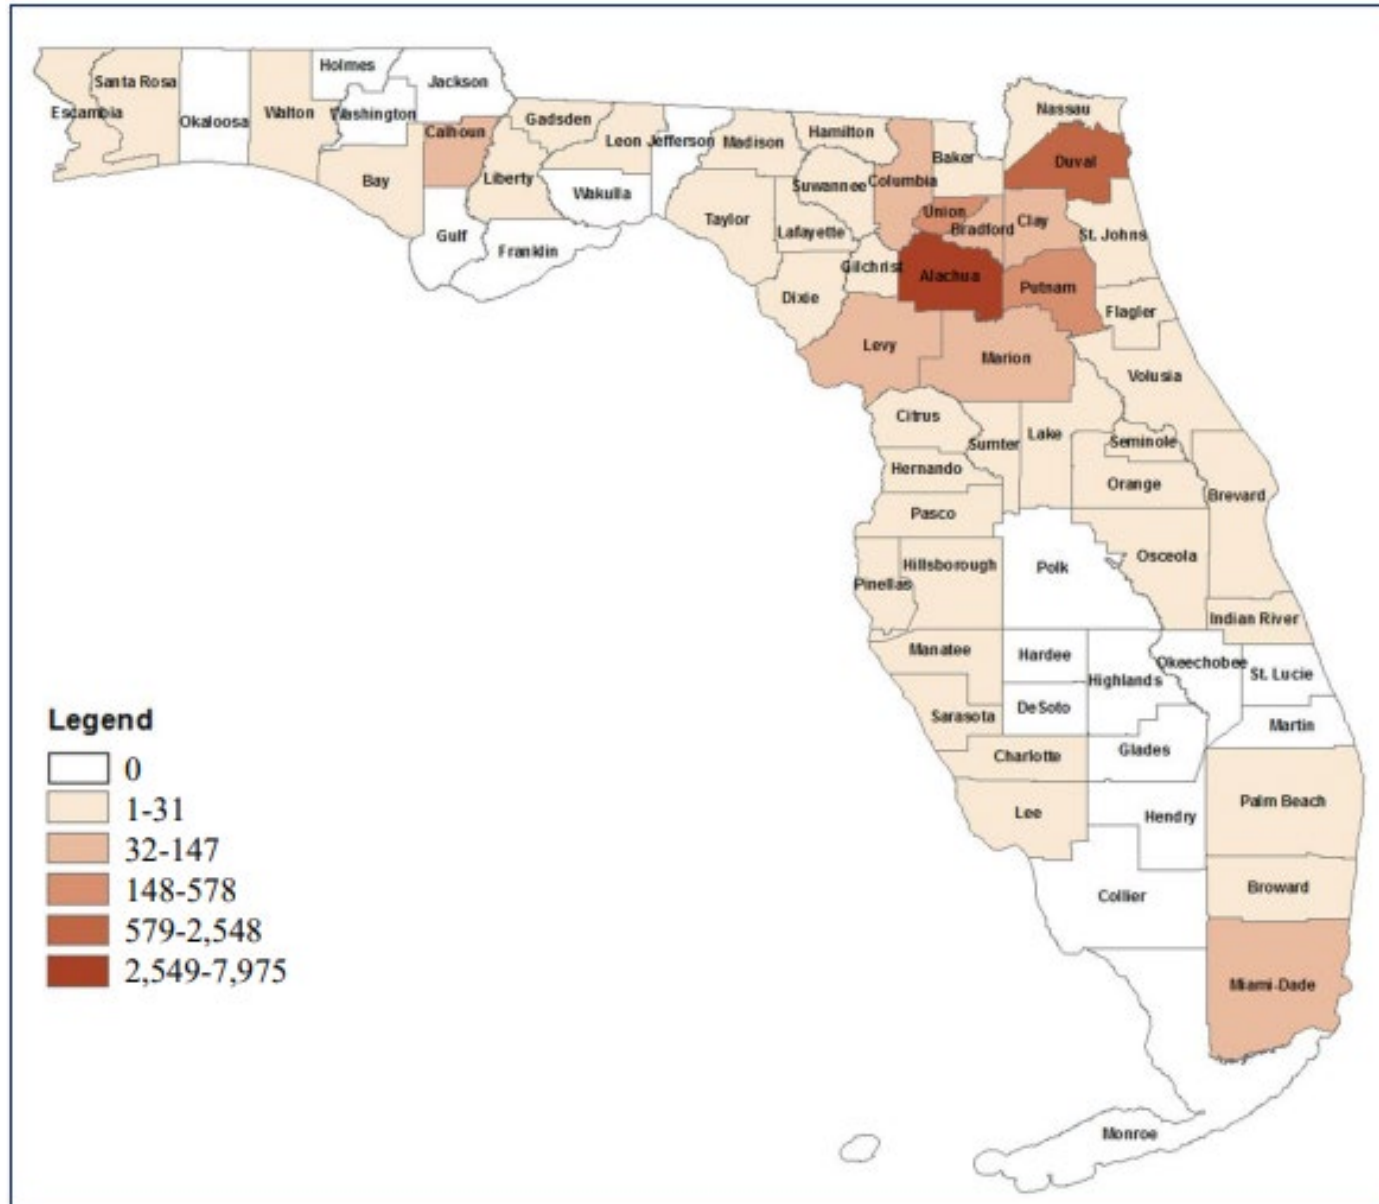 Holmes
Jackson
Santa Rosa
Escambia
Okaloosa
Walton
Washington
Calhoun
Gadsden
Leon
Jefferson
Madison
Hamilton
Nassau
Baker
Duval
Bay
Liberty
Wakulla
Suwannee
Columbia
Gulf
Franklin
Taylor
Lafayette
Union
Bradford
Clay
St. Johns
Gilchrist
Alachua
Putnam
Dixie
Flagler
Levy
Marion
Volusia
Citrus
Sumter
Lake
Seminole
Hernando
Orange
Brevard
Pasco
Pinellas
Hillsborough
Polk
Osceola
Indian River
Manatee
Hardee
Highlands
Okeechobee
St. Lucie
Sarasota
DeSoto
Martin
Charlotte
Glades
Lee
Hendry
Palm Beach
Collier
Broward
Miami-Dade
Monroe
Legend
0
1-31
32-147
148-578
579-2,548
2,549-7,975